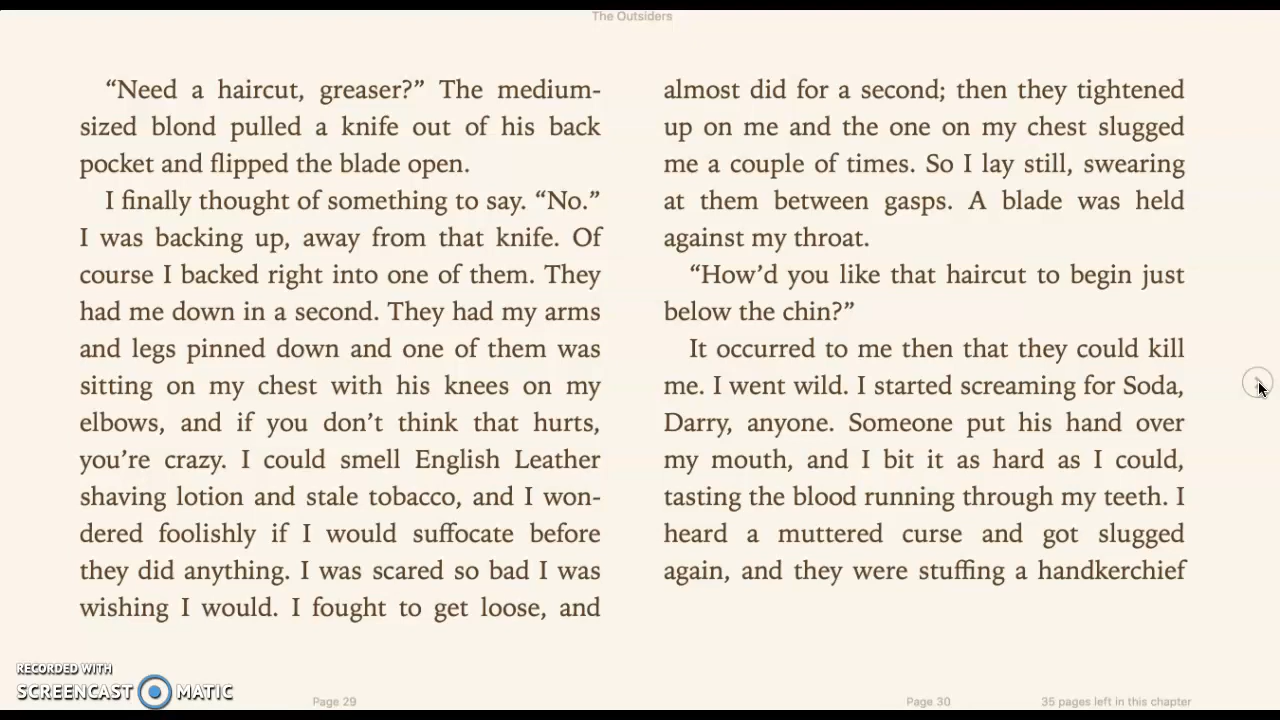 The Outsiders
“Need a haircut, greaser?” The medium-
sized blond pulled a knife out of his back
pocket and flipped the blade open.
I finally thought of something to say. “No.”
I was backing up, away from that knife. Of
course I backed right into one of them. They
had me down in a second. They had my arms
and legs pinned down and one of them was
sitting on my chest with his knees on my
elbows, and if you don’t think that hurts,
you’re crazy. I could smell English Leather
shaving lotion and stale tobacco, and I won-
dered foolishly if I would suffocate before
they did anything. I was scared so bad I was
wishing I would. I fought to get loose, and
almost did for a second; then they tightened
up on me and the one on my chest slugged
me a couple of times. So I lay still, swearing
at them between gasps. A blade was held
against my throat.
“How’d you like that haircut to begin just
below the chin?”
It occurred to me then that they could kill
me. I went wild. I started screaming for Soda,
Darry, anyone. Someone put his hand over
my mouth, and I bit it as hard as I could,
tasting the blood running through my teeth. I
heard a muttered curse and got slugged
again, and they were stuffing a handkerchief
RECORDED WITH
SCREENCAST MATIC
Page 29
Page 30
35 pages left in this chapter